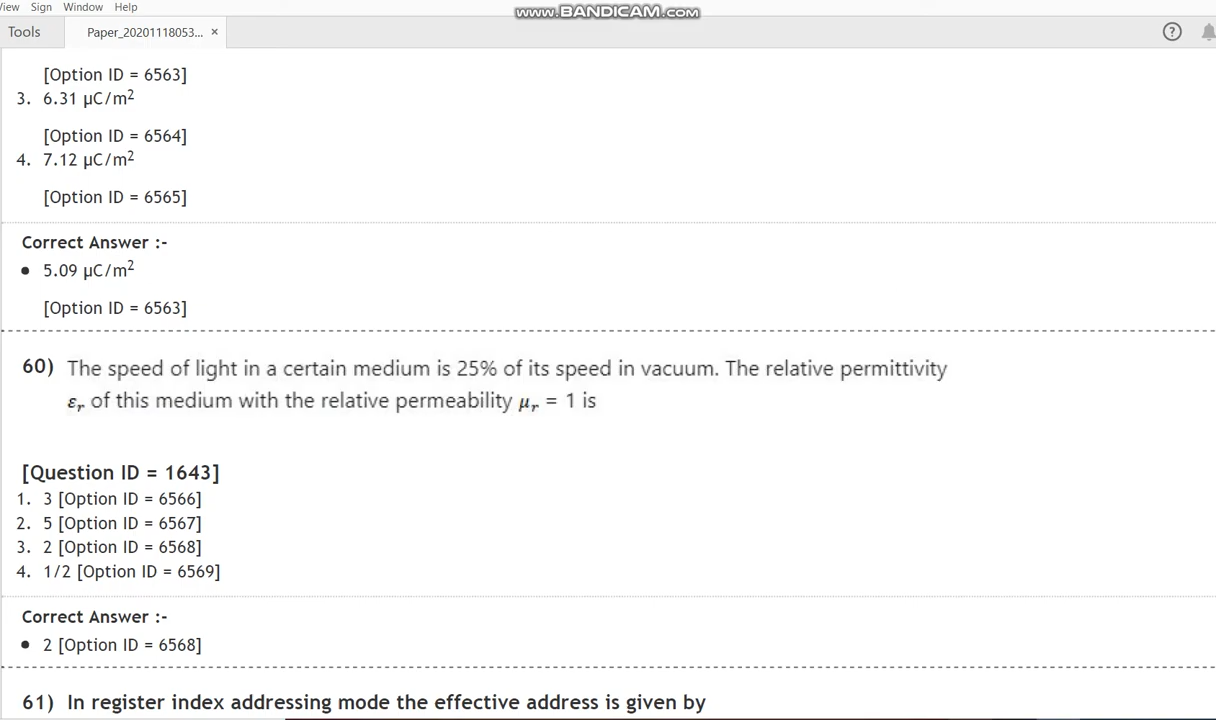 View Sign Window Help
www.BANDICAM.com
Tools Paper_20201118053... × ?
[Option ID = 6563]
3. 6.31 μC/m²
[Option ID = 6564]
4. 7.12 μC/m²
[Option ID = 6565]
Correct Answer :-
• 5.09 μC/m²
[Option ID = 6563]
60) The speed of light in a certain medium is 25% of its speed in vacuum. The relative permittivity
εᵣ of this medium with the relative permeability μᵣ = 1 is
[Question ID = 1643]
1. 3 [Option ID = 6566]
2. 5 [Option ID = 6567]
3. 2 [Option ID = 6568]
4. 1/2 [Option ID = 6569]
Correct Answer :-
• 2 [Option ID = 6568]
61) In register index addressing mode the effective address is given by